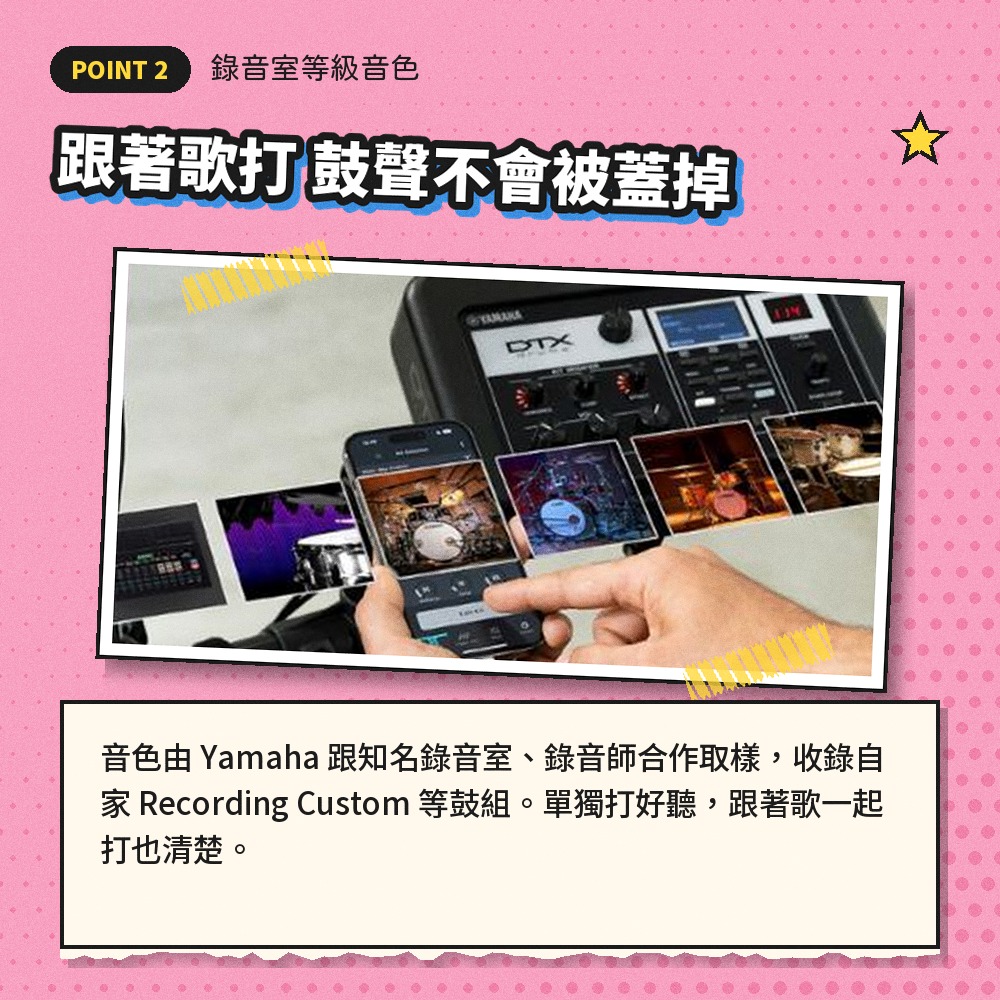 POINT 2 錄音室等級音色
跟著歌打 鼓聲不會被蓋掉
YAMAHA
DTX
音色由 Yamaha 跟知名錄音室、錄音師合作取樣，收錄自
家 Recording Custom 等鼓組。單獨打好聽，跟著歌一起
打也清楚。